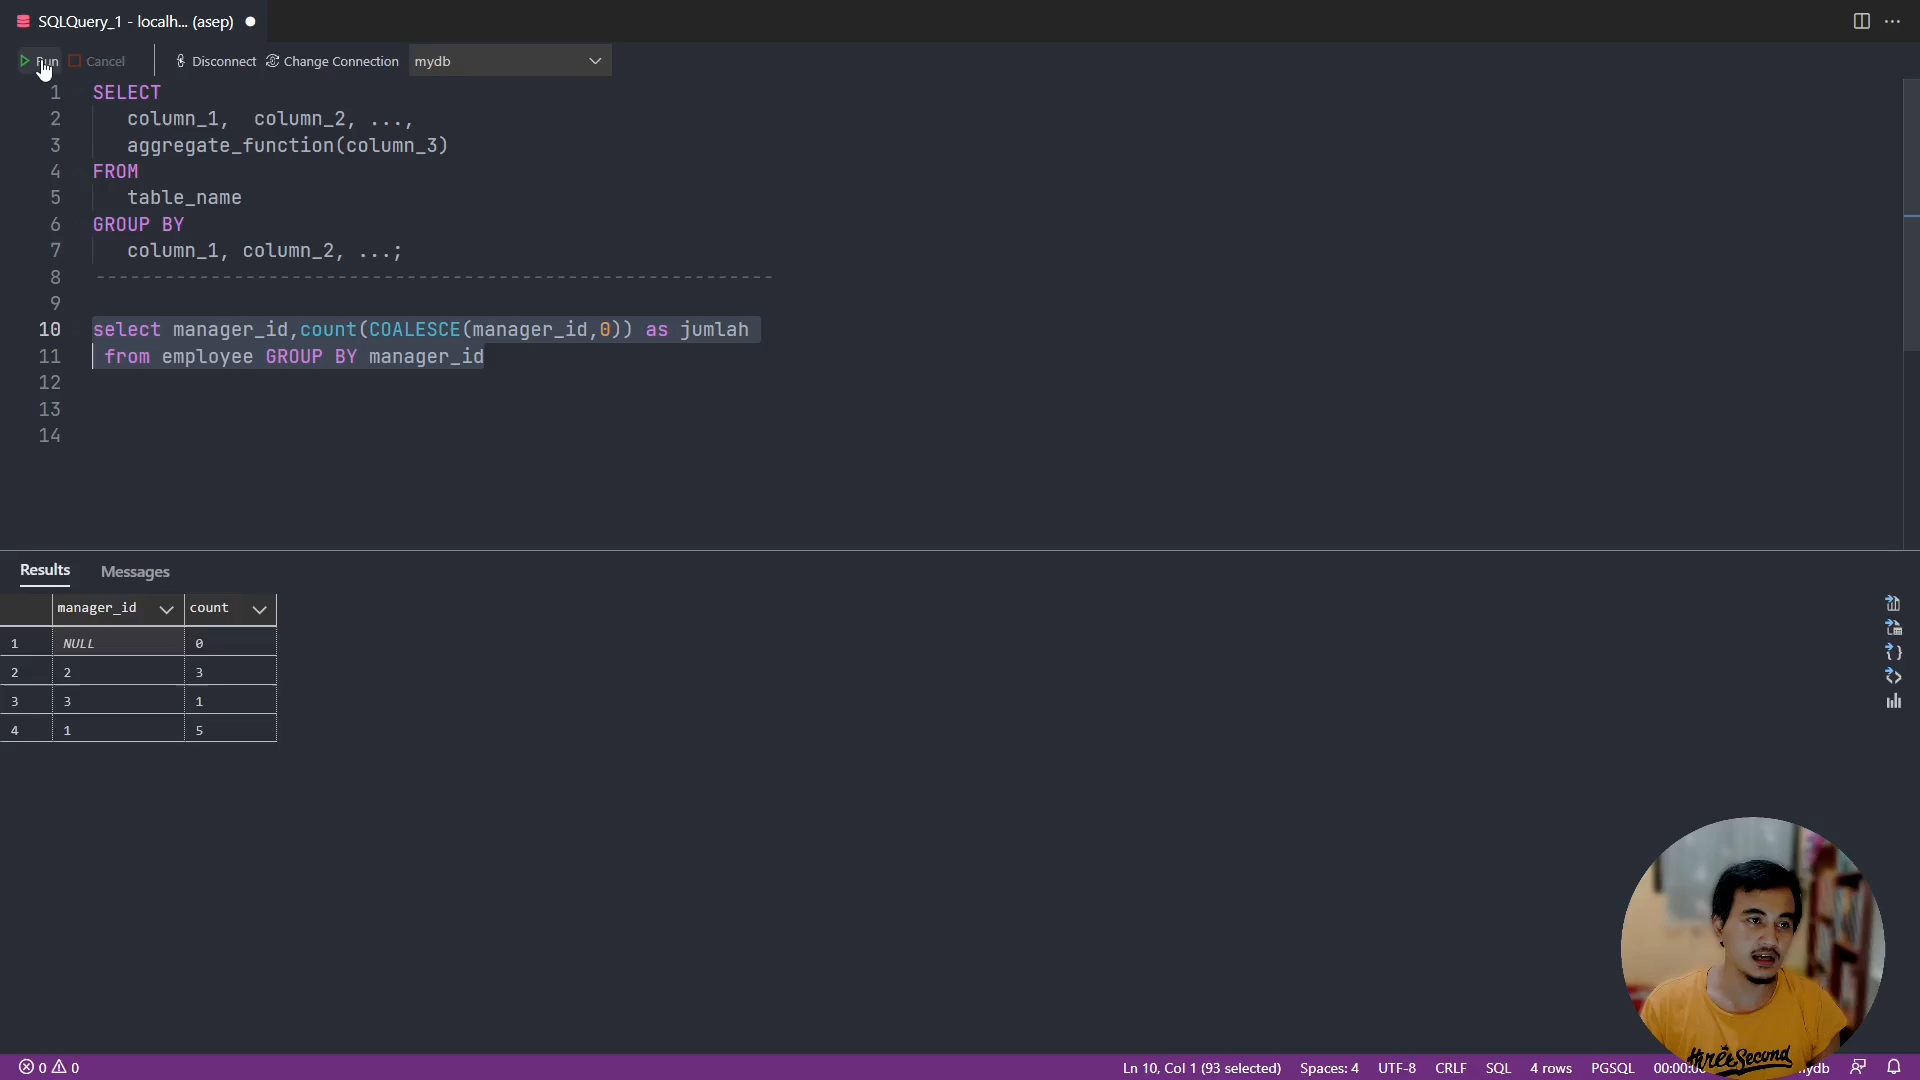 SQLQuery_1 - localh... (asep)
Run Cancel Disconnect Change Connection mydb
1 SELECT
2 column_1, column_2, ...,
3 aggregate_function(column_3)
4 FROM
5 table_name
6 GROUP BY
7 column_1, column_2, ...;
8 -----------------------------------------------------------
9
10 select manager_id,count(COALESCE(manager_id,0)) as jumlah
11 from employee GROUP BY manager_id
12
13
14
Results Messages
manager_id count
1 NULL 0
2 2 3
3 3 1
4 1 5
three Second
0 0 Ln 10, Col 1 (93 selected) Spaces: 4 UTF-8 CRLF SQL 4 rows PGSQL